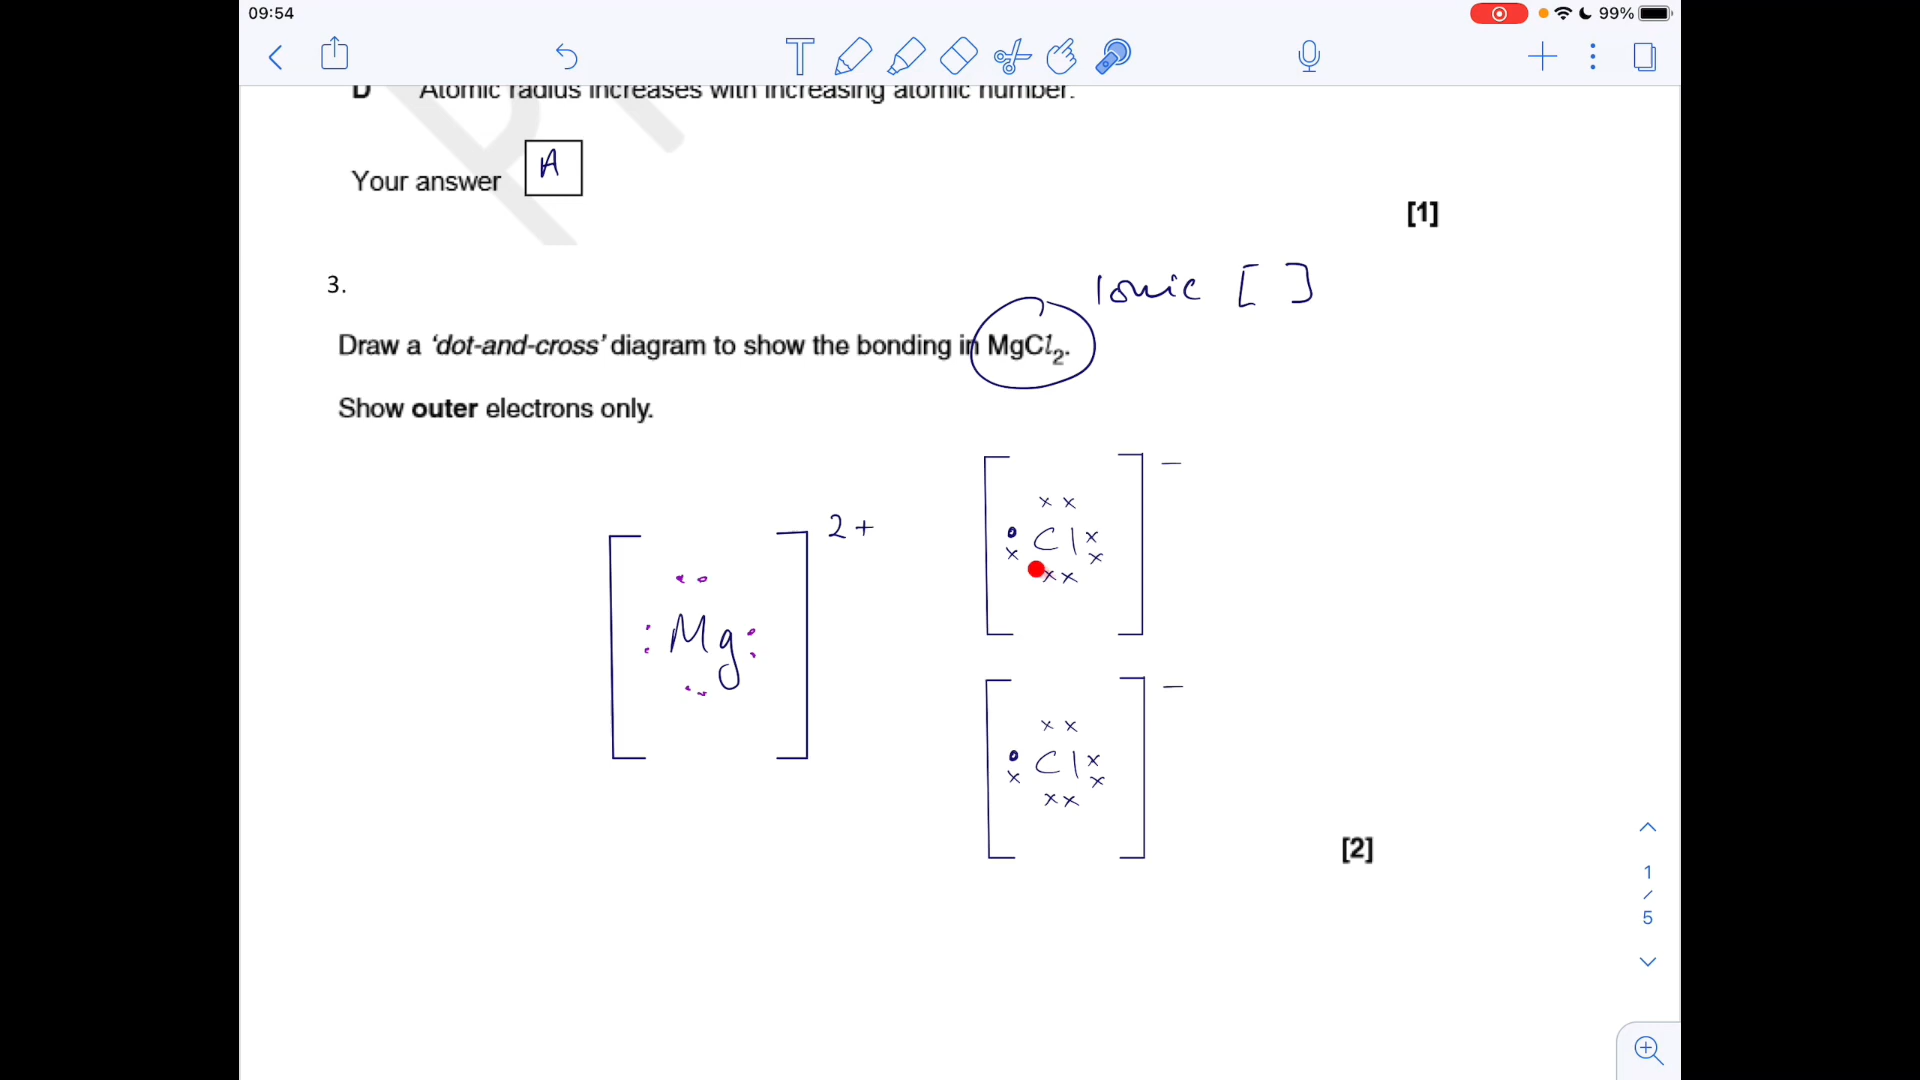 09:54
99%
D Atomic radius increases with increasing atomic number.
Your answer A
[1]
3.
Ionic [ ]
Draw a ‘dot-and-cross’ diagram to show the bonding in MgCl₂.
Show outer electrons only.
Mg 2+
Cl −
Cl −
[2]
1
/
5